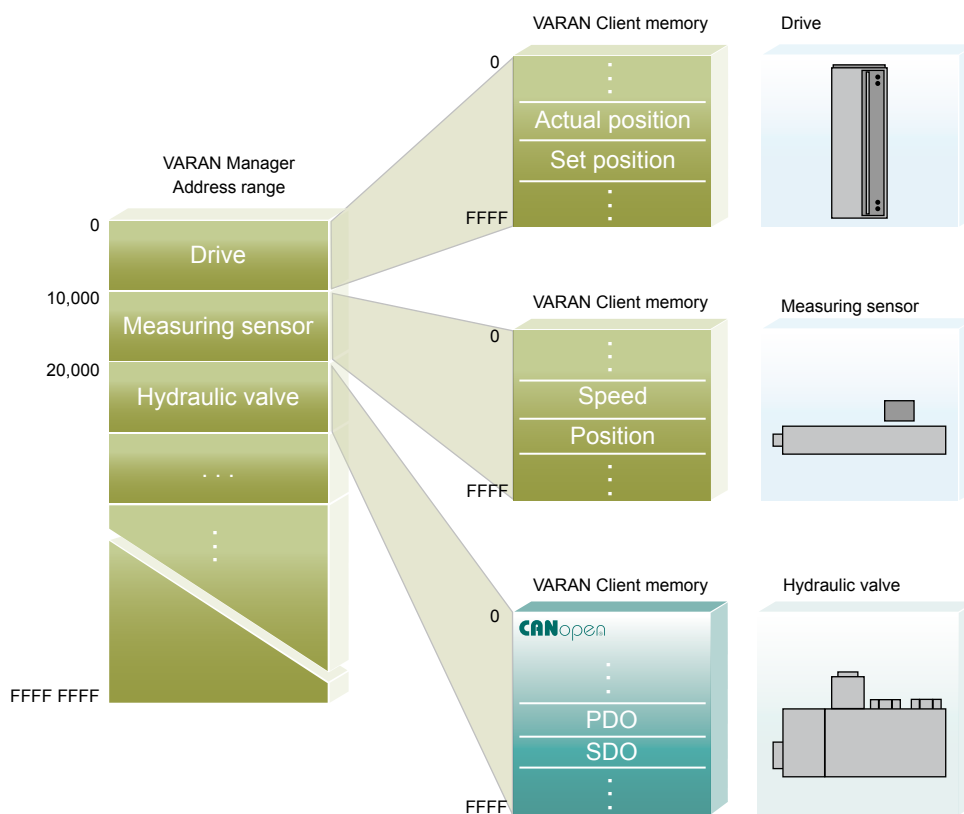 VARAN Manager
Address range
0
Drive
10,000
Measuring sensor
20,000
Hydraulic valve
. . .
FFFF FFFF
VARAN Client memory
0
Actual position
Set position
FFFF
Drive
VARAN Client memory
0
Speed
Position
FFFF
Measuring sensor
VARAN Client memory
0
CANopen
PDO
SDO
FFFF
Hydraulic valve